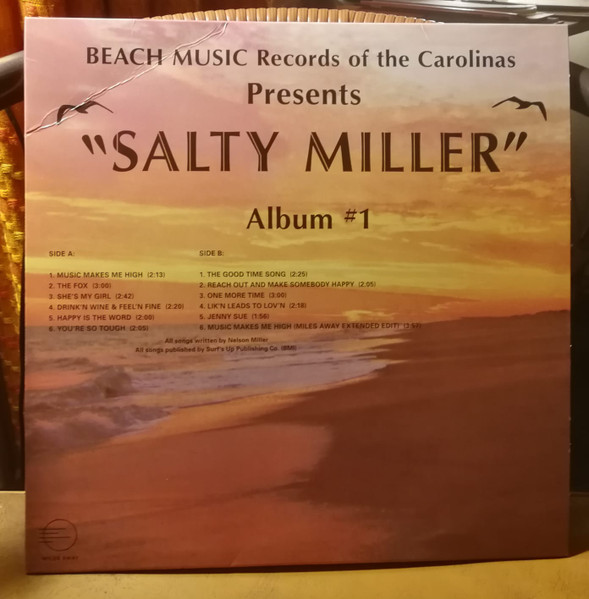 BEACH MUSIC Records of the Carolinas
Presents
"SALTY MILLER"
Album #1
SIDE A:
1. MUSIC MAKES ME HIGH (2:13)
2. THE FOX (3:00)
3. SHE'S MY GIRL (2:42)
4. DRINK'N WINE & FEEL'N FINE (2:20)
5. HAPPY IS THE WORD (2:00)
6. YOU'RE SO TOUGH (2:05)
SIDE B:
1. THE GOOD TIME SONG (2:25)
2. REACH OUT AND MAKE SOMEBODY HAPPY (2:05)
3. ONE MORE TIME (3:00)
4. LIK'N LEADS TO LOV'N (2:18)
5. JENNY SUE (1:56)
6. MUSIC MAKES ME HIGH (MILES AWAY EXTENDED EDIT)
All songs written by Nelson Miller
All songs published by Surf's Up Publishing Co. (BMI)
MILES AWAY